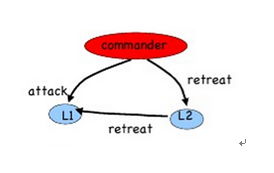 commander
attack
retreat
L1
L2
retreat